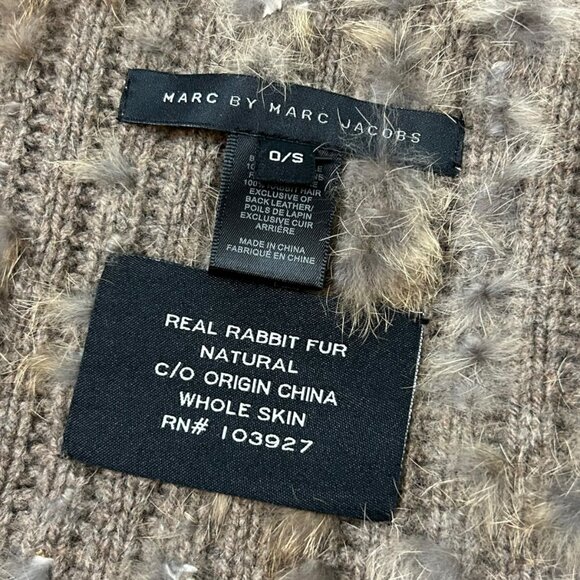 MARC BY MARC JACOBS
O/S
100% RABBIT HAIR
EXCLUSIVE OF
BACK LEATHER/
POILS DE LAPIN
EXCLUSIVE CUIR
ARRIÈRE
MADE IN CHINA
FABRIQUÉ EN CHINE
REAL RABBIT FUR
NATURAL
C/O ORIGIN CHINA
WHOLE SKIN
RN# 103927